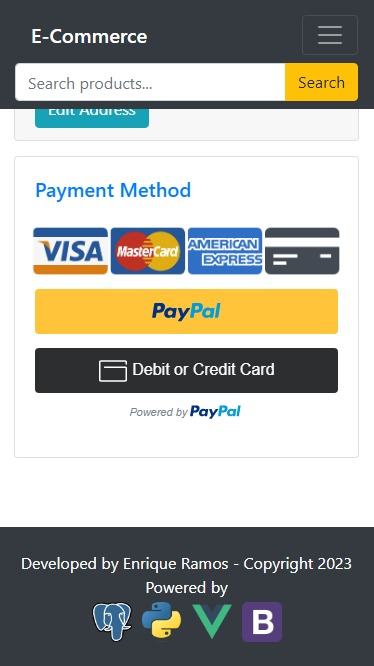 E-Commerce
Search products...
Search
Edit Address
Payment Method
VISA
MasterCard
AMERICAN
EXPRESS
PayPal
Debit or Credit Card
Powered by PayPal
Developed by Enrique Ramos - Copyright 2023
Powered by
B